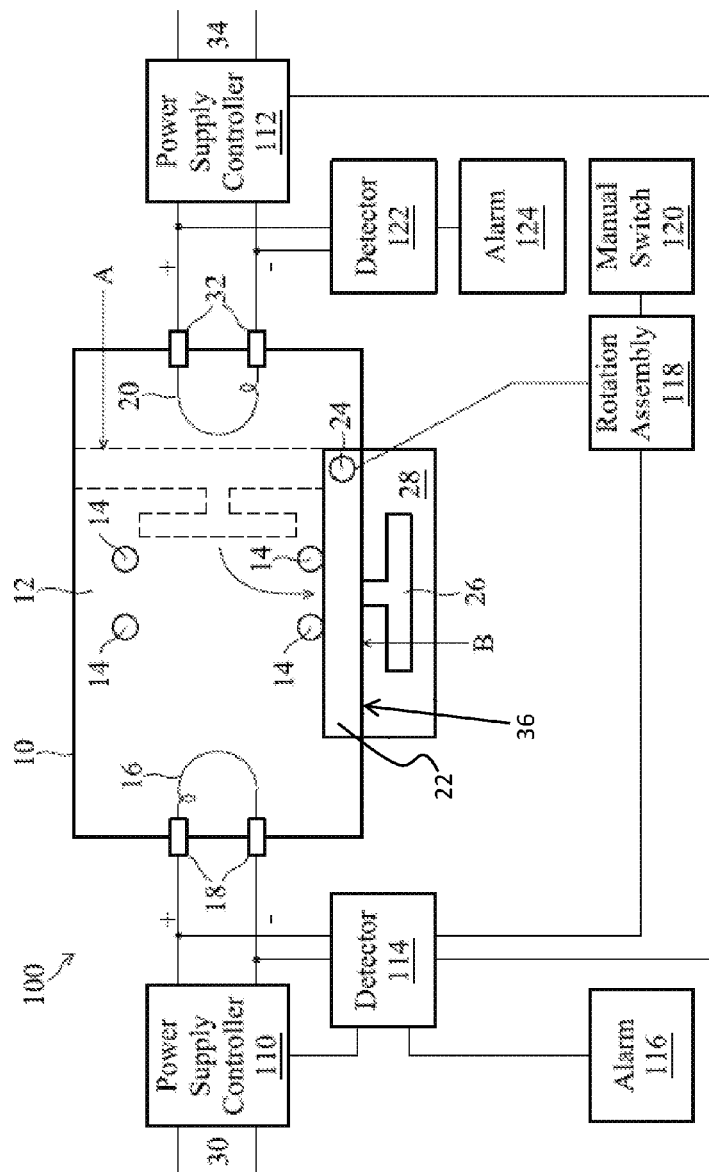 100
Power
Supply
Controller
110
30
+
-
18
16
10
12
14
14
14
14
A
20
32
24
22
36
B
26
28
+
-
Power
Supply
Controller
112
34
Detector
114
Alarm
116
Detector
122
Alarm
124
Rotation
Assembly
118
Manual
Switch
120